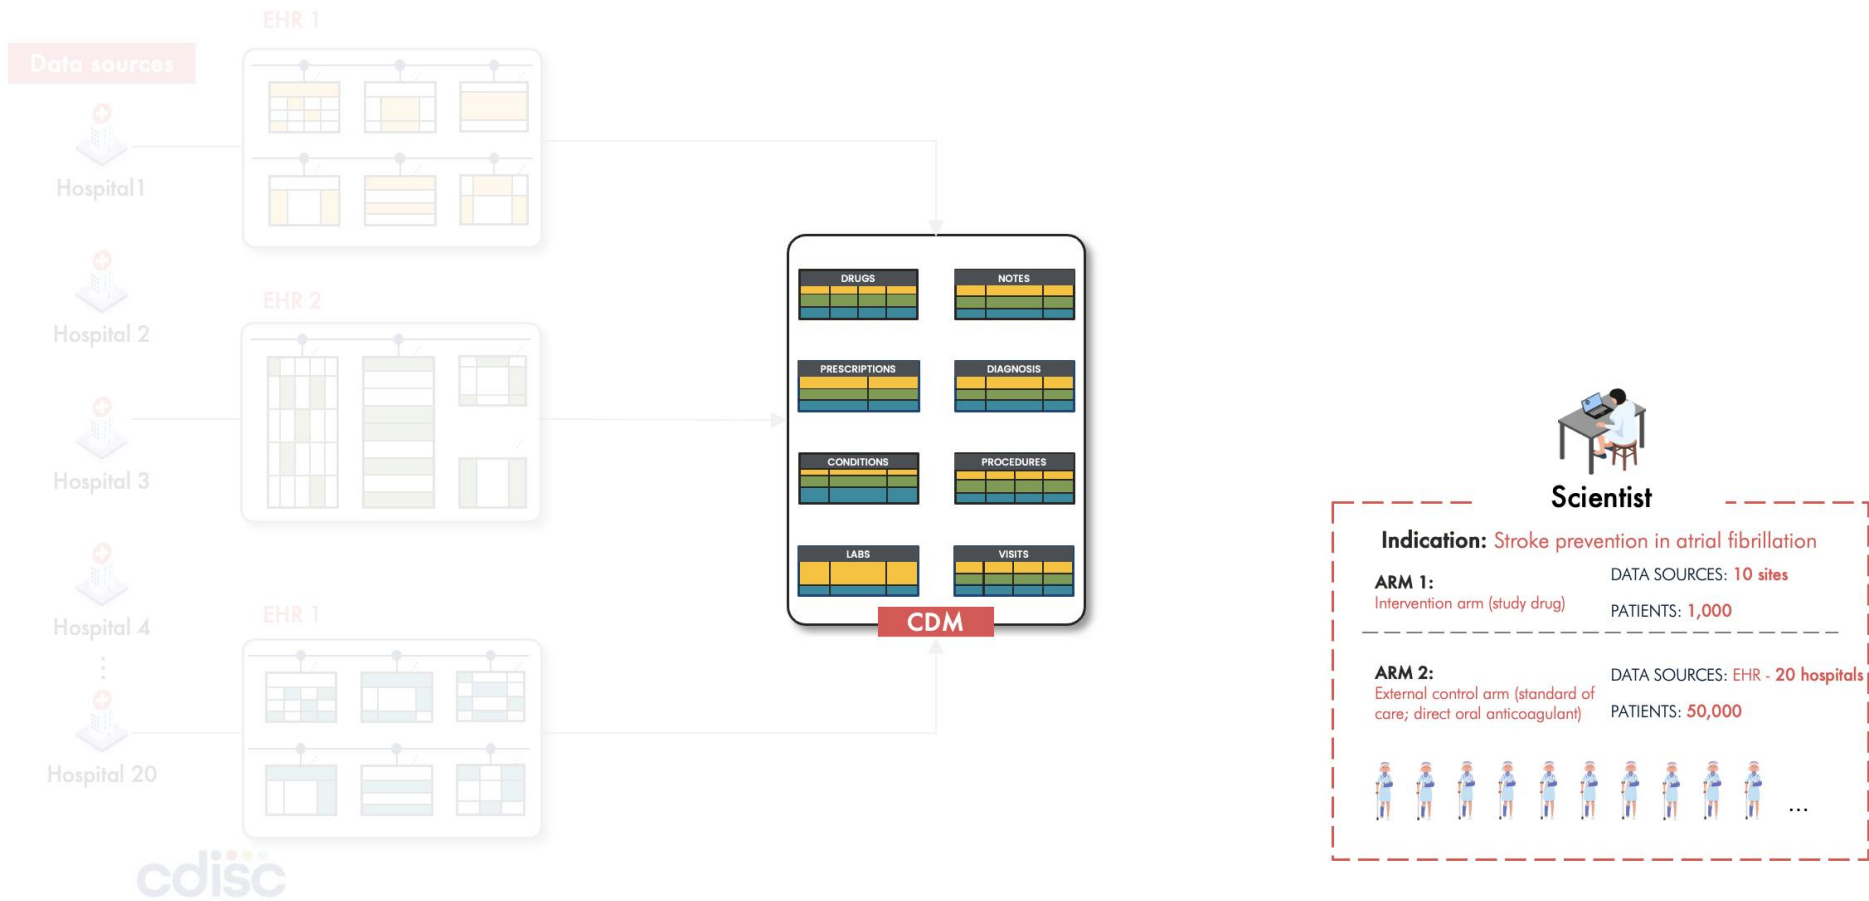 EHR 1
Data sources
Hospital1
Hospital 2
EHR 2
Hospital 3
Hospital 4
EHR 1
Hospital 20
cdisc
DRUGS
NOTES
PRESCRIPTIONS
DIAGNOSIS
CONDITIONS
PROCEDURES
LABS
VISITS
CDM
Scientist
Indication: Stroke prevention in atrial fibrillation
ARM 1:
Intervention arm (study drug)
DATA SOURCES: 10 sites
PATIENTS: 1,000
ARM 2:
External control arm (standard of
care; direct oral anticoagulant)
DATA SOURCES: EHR - 20 hospitals
PATIENTS: 50,000
...